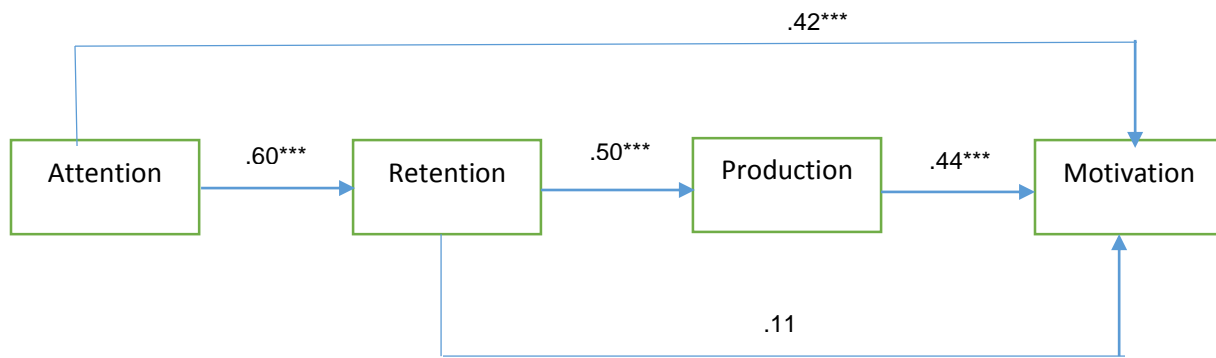 .42***
Attention
.60***
Retention
.50***
Production
.44***
Motivation
.11